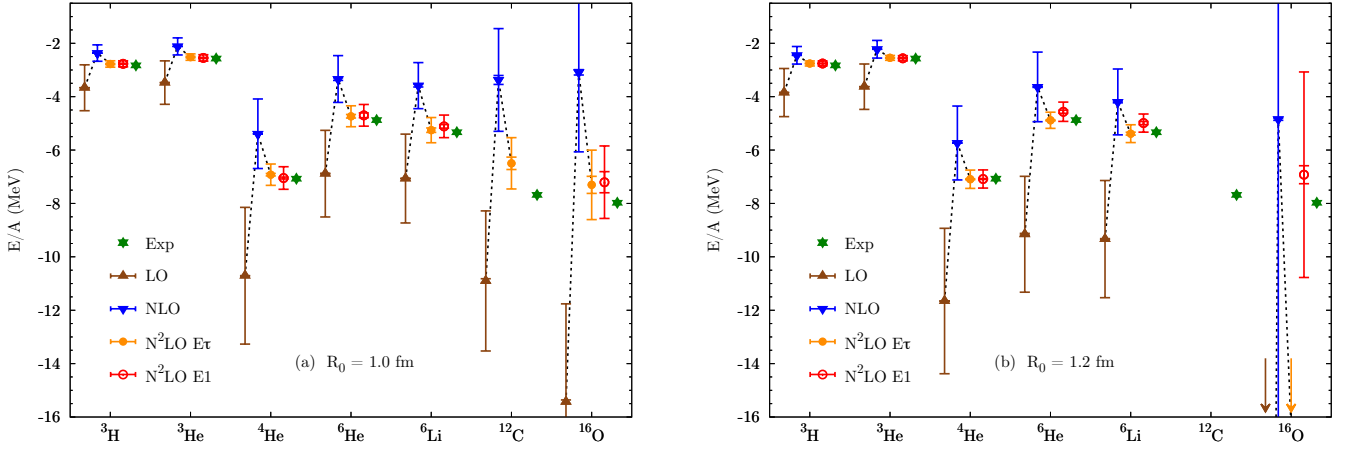 E/A (MeV)
-2
-4
-6
-8
-10
-12
-14
-16
Exp
LO
NLO
N²LO Eτ
N²LO E1
(a) R₀ = 1.0 fm
³H ³He ⁴He ⁶He ⁶Li ¹²C ¹⁶O
E/A (MeV)
-2
-4
-6
-8
-10
-12
-14
-16
Exp
LO
NLO
N²LO Eτ
N²LO E1
(b) R₀ = 1.2 fm
³H ³He ⁴He ⁶He ⁶Li ¹²C ¹⁶O